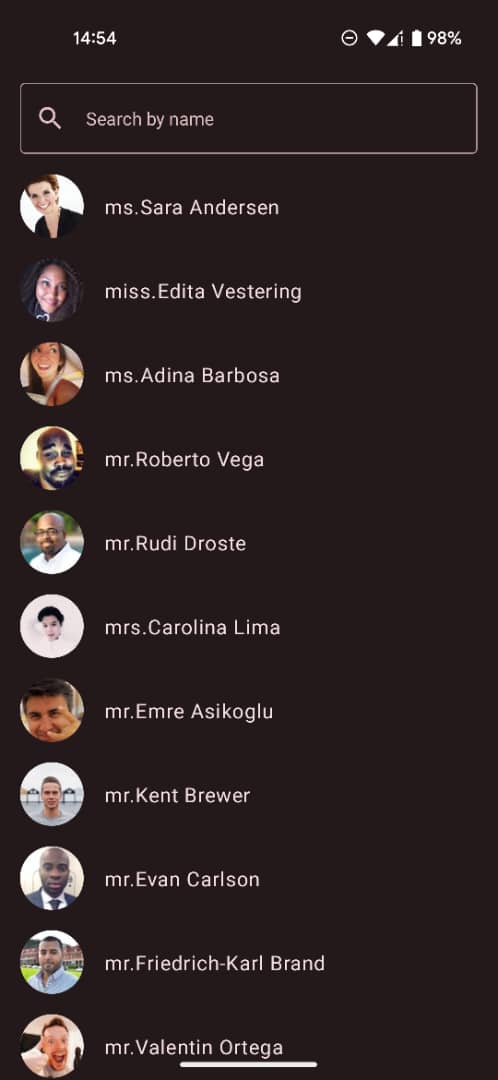 14:54
98%
Search by name
ms.Sara Andersen
miss.Edita Vestering
ms.Adina Barbosa
mr.Roberto Vega
mr.Rudi Droste
mrs.Carolina Lima
mr.Emre Asikoglu
mr.Kent Brewer
mr.Evan Carlson
mr.Friedrich-Karl Brand
mr.Valentin Ortega